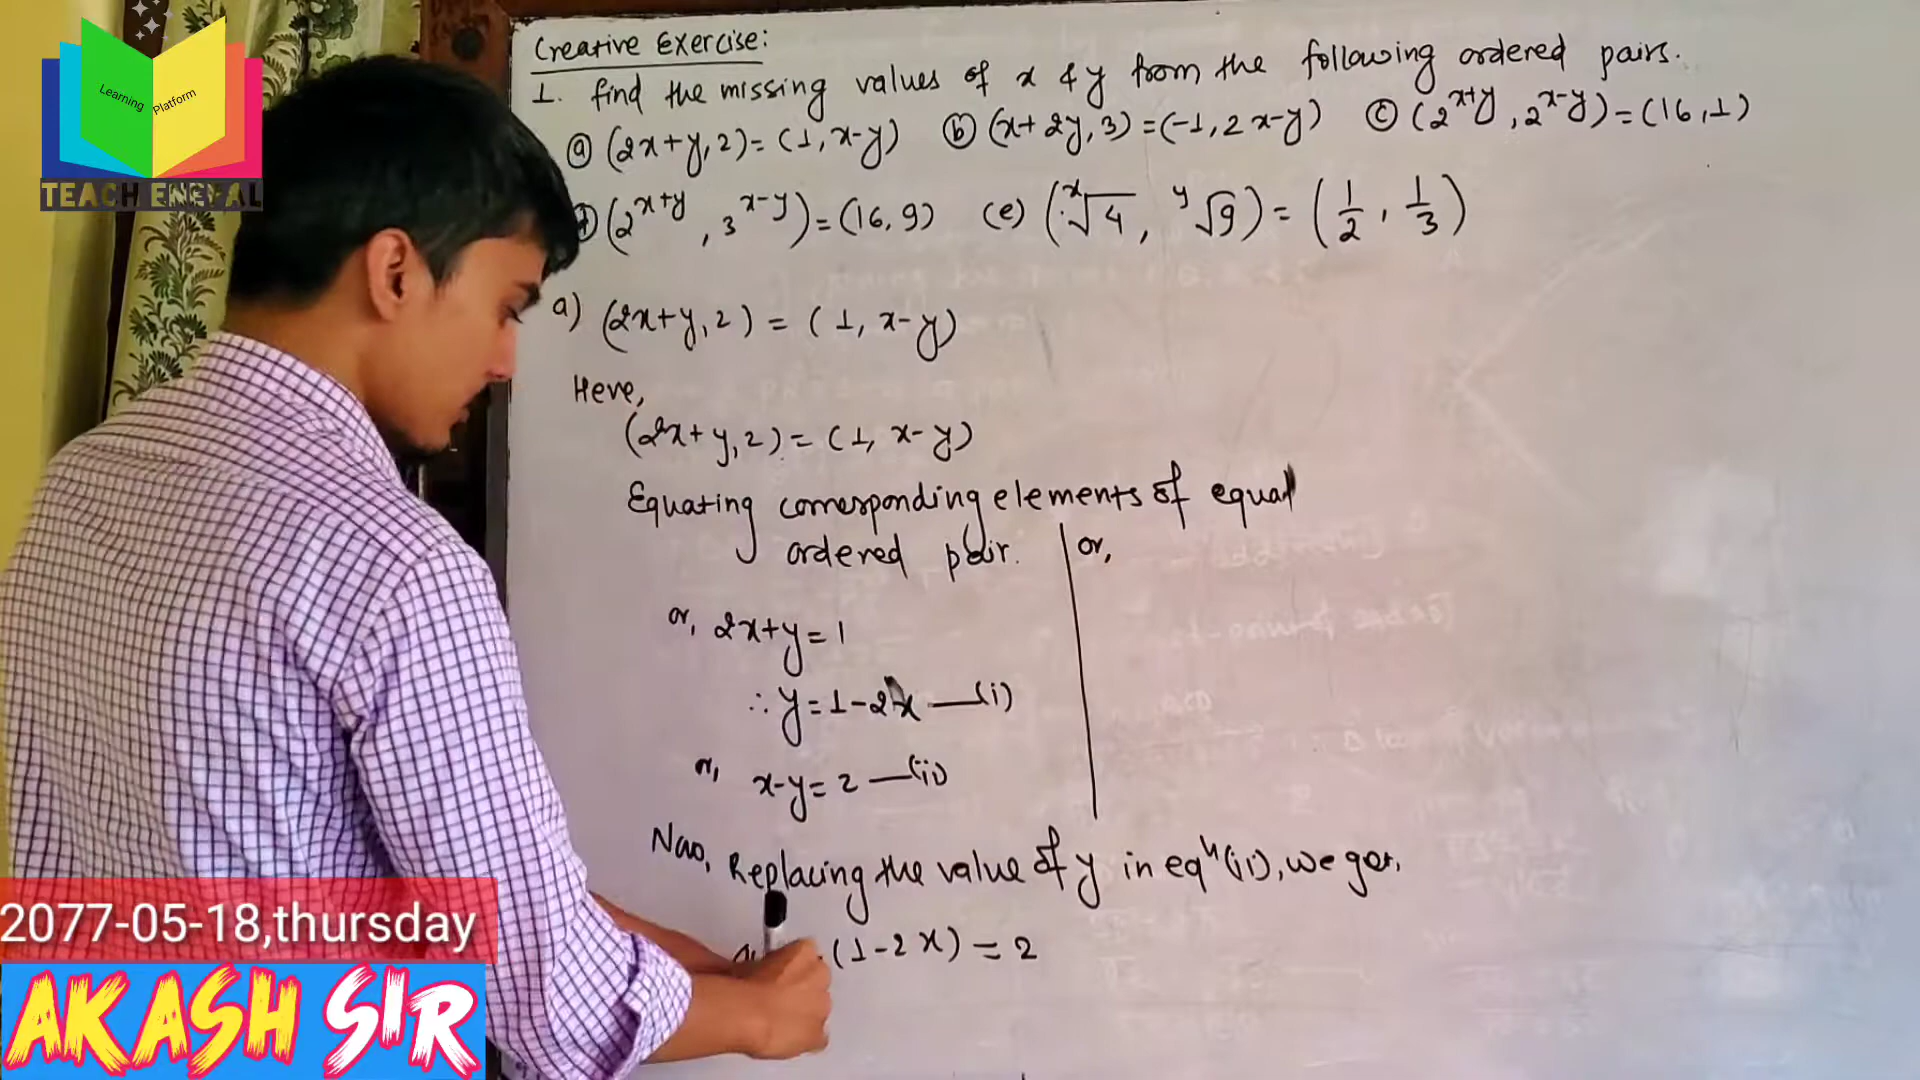 Learning Platform
TEACH ENEPAL
Creative Exercise:
1. find the missing values of x & y from the following ordered pairs.
ⓐ (2x+y,2)=(1,x-y) ⓑ (x+2y,3)=(-1,2x-y) ⓒ (2^{x+y},2^{x-y})=(16,1)
(2^{x+y},3^{x-y})=(16,9) (e) (ˣ√4, ʸ√9)=(1/2,1/3)
a) (2x+y,2)=(1,x-y)
Here,
(2x+y,2)=(1,x-y)
Equating corresponding elements of equal
ordered pair.
or, 2x+y=1
∴ y=1-2x —(i)
or, x-y=2 —(ii)
or,
Now, Replacing the value of y in eqⁿ(ii), we get,
(1-2x)=2
2077-05-18,thursday
AKASH SIR